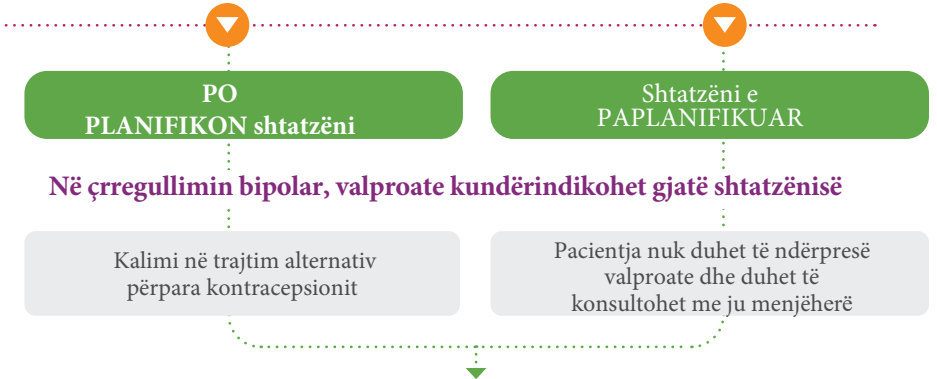 PO
PLANIFIKON shtatzëni
Shtatzëni e
PAPLANIFIKUAR
Në çrregullimin bipolar, valproate kundërindikohet gjatë shtatzënisë
Kalimi në trajtim alternativ
përpara kontracepsionit
Pacientja nuk duhet të ndërpresë
valproate dhe duhet të
konsultohet me ju menjëherë